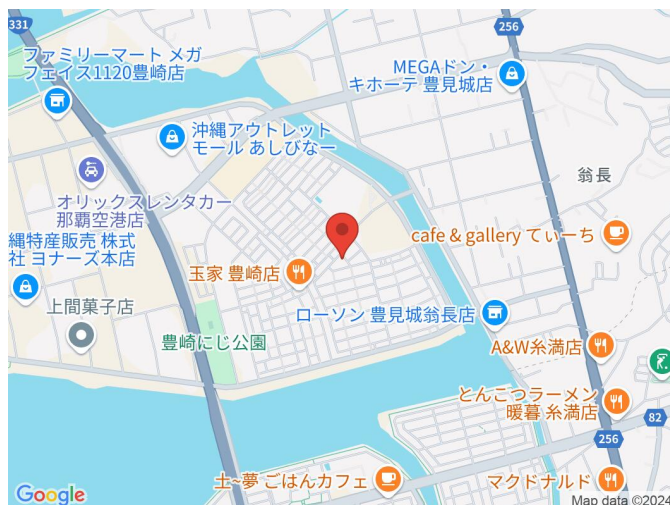 331
256
ファミリーマート メガ
フェイス1120豊崎店
MEGAドン・
キホーテ 豊見城店
沖縄アウトレット
モール あしびなー
翁長
オリックスレンタカー
那覇空港店
cafe & gallery てぃーち
縄特産販売 株式
社 ヨナーズ本店
玉家 豊崎店
上間菓子店
ローソン 豊見城翁長店
豊崎にじ公園
A&W糸満店
とんこつラーメン
暖暮 糸満店
82
256
土~夢 ごはんカフェ
マクドナルド
Google
Map data ©2024